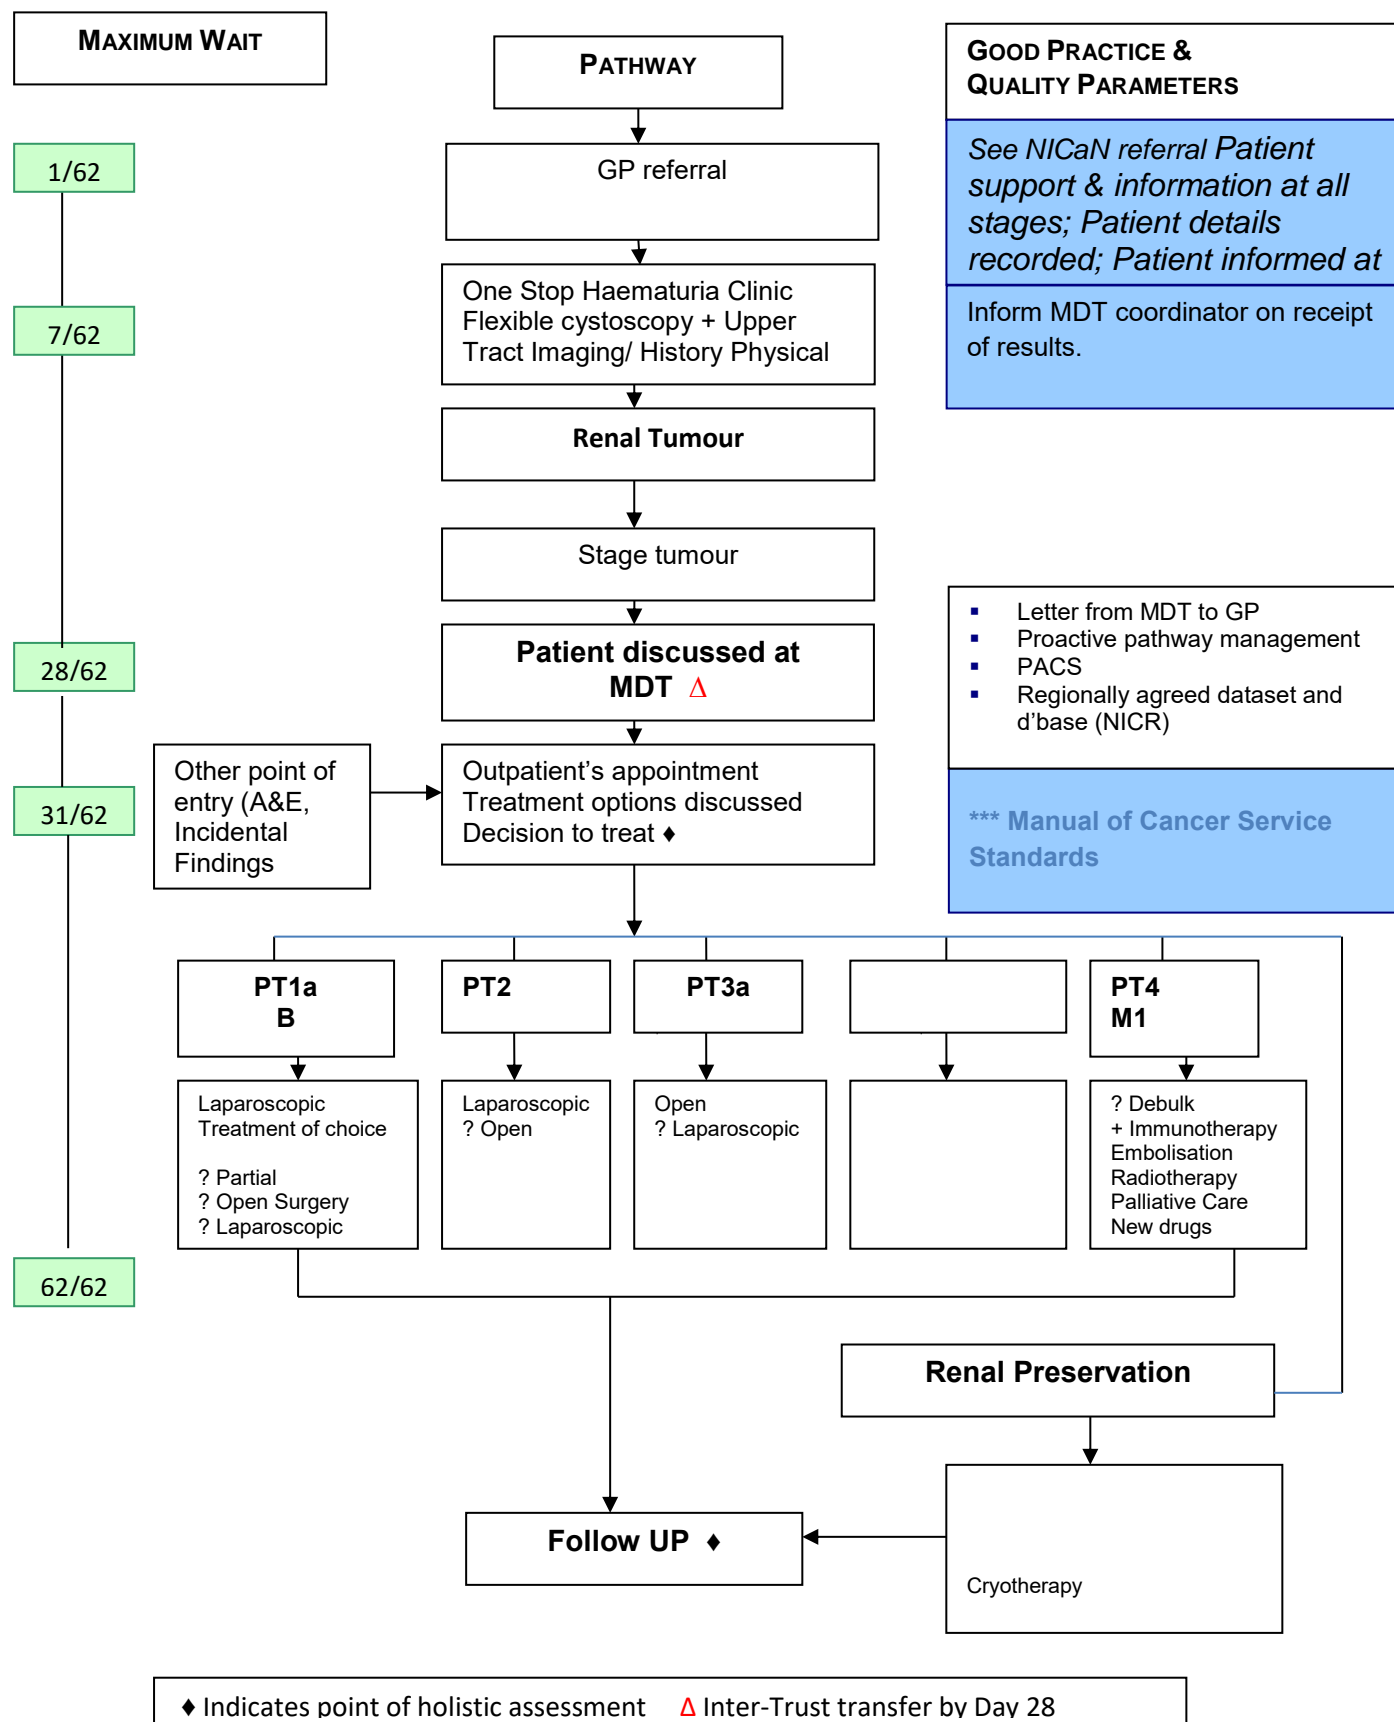 MAXIMUM WAIT
PATHWAY
GOOD PRACTICE &
QUALITY PARAMETERS
1/62
GP referral
See NICaN referral Patient
support & information at all
stages; Patient details
recorded; Patient informed at
7/62
One Stop Haematuria Clinic
Flexible cystoscopy + Upper
Tract Imaging/ History Physical
Inform MDT coordinator on receipt
of results.
Renal Tumour
Stage tumour
28/62
Patient discussed at
MDT Δ
▪ Letter from MDT to GP
▪ Proactive pathway management
▪ PACS
▪ Regionally agreed dataset and
d’base (NICR)
31/62
Other point of
entry (A&E,
Incidental
Findings
Outpatient’s appointment
Treatment options discussed
Decision to treat ♦
*** Manual of Cancer Service
Standards
PT1a
B
PT2
PT3a
PT4
M1
Laparoscopic
Treatment of choice
? Partial
? Open Surgery
? Laparoscopic
Laparoscopic
? Open
Open
? Laparoscopic
? Debulk
+ Immunotherapy
Embolisation
Radiotherapy
Palliative Care
New drugs
62/62
Renal Preservation
Cryotherapy
Follow UP ♦
♦ Indicates point of holistic assessment Δ Inter-Trust transfer by Day 28